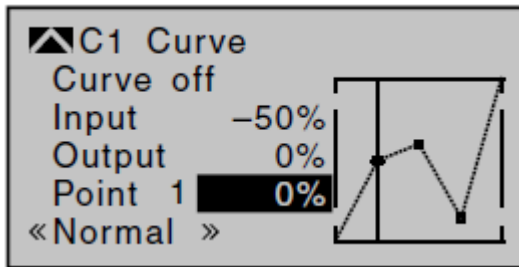 C1 Curve
Curve off
Input –50%
Output 0%
Point 1 0%
«Normal »